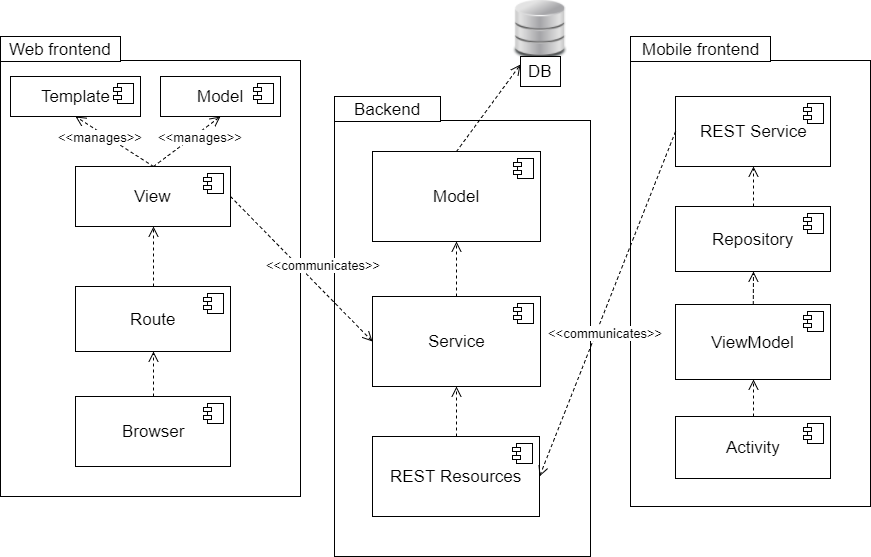 Web frontend
Template
Model
<<manages>>
<<manages>>
View
Route
Browser
<<communicates>>
DB
Backend
Model
Service
REST Resources
<<communicates>>
Mobile frontend
REST Service
Repository
ViewModel
Activity